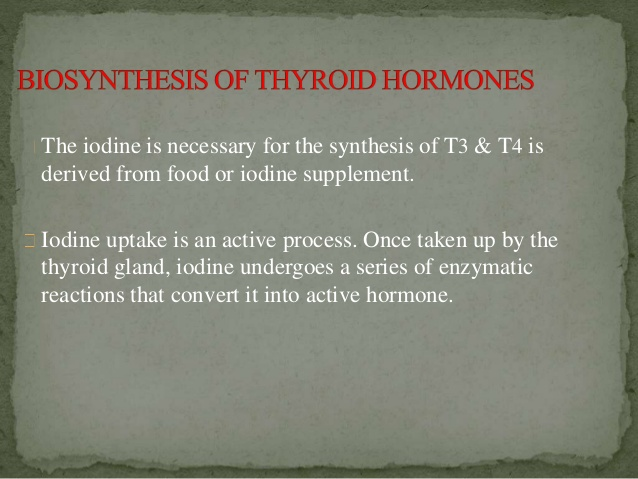 BIOSYNTHESIS OF THYROID HORMONES
The iodine is necessary for the synthesis of T3 & T4 is
derived from food or iodine supplement.
Iodine uptake is an active process. Once taken up by the
thyroid gland, iodine undergoes a series of enzymatic
reactions that convert it into active hormone.